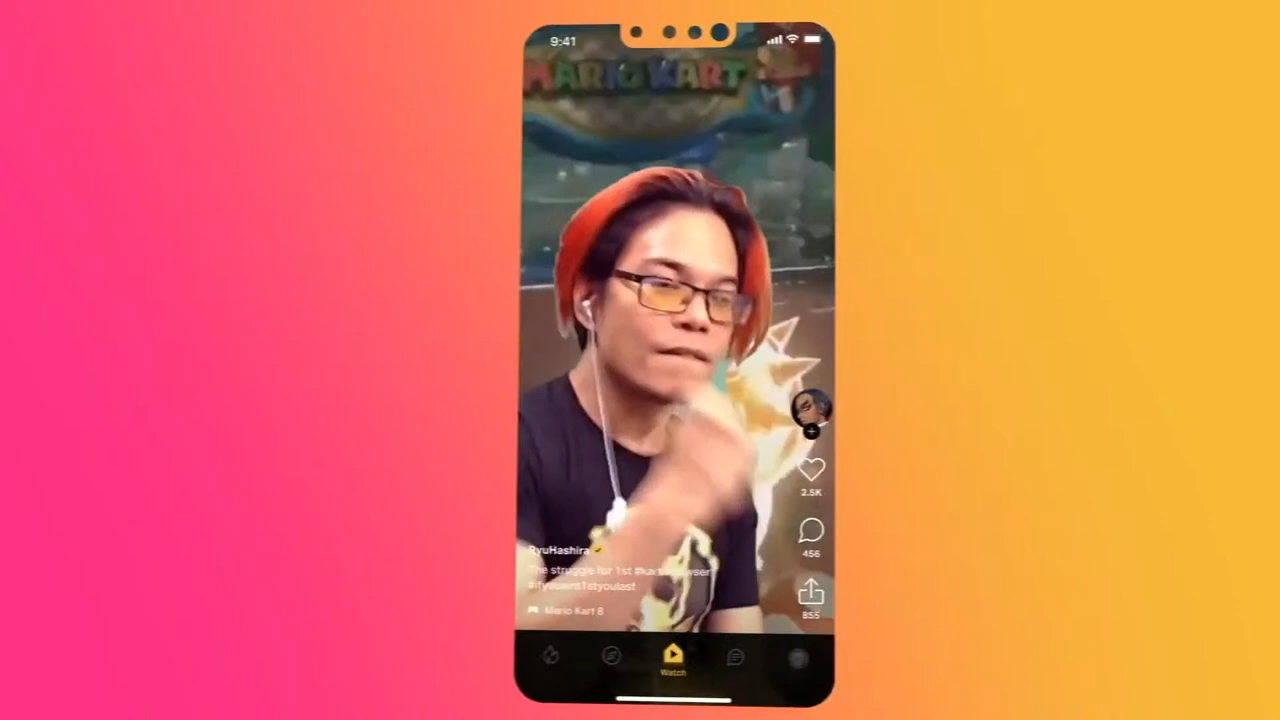 9:41
MARIO KART
RyuHashira
The struggle for 1st
Mario Kart 8
2.5K
456
855
Watch